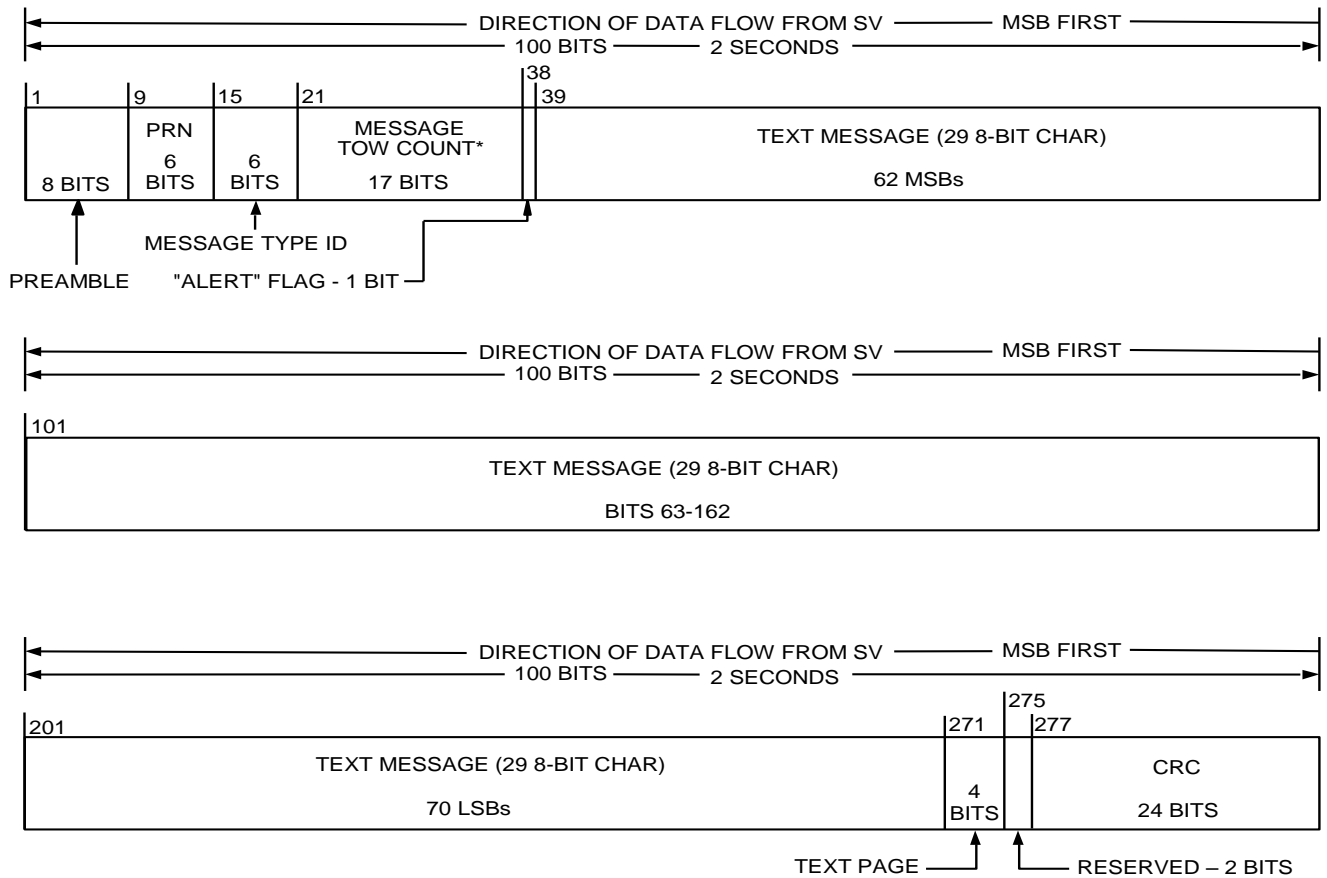 DIRECTION OF DATA FLOW FROM SV MSB FIRST
100 BITS 2 SECONDS
38
1 9 15 21 39
PRN MESSAGE TEXT MESSAGE (29 8-BIT CHAR)
TOW COUNT*
6 6
8 BITS BITS BITS 17 BITS 62 MSBs
MESSAGE TYPE ID
PREAMBLE "ALERT" FLAG - 1 BIT
DIRECTION OF DATA FLOW FROM SV MSB FIRST
100 BITS 2 SECONDS
101
TEXT MESSAGE (29 8-BIT CHAR)
BITS 63-162
DIRECTION OF DATA FLOW FROM SV MSB FIRST
100 BITS 2 SECONDS
275
201 271 277
TEXT MESSAGE (29 8-BIT CHAR) CRC
4
70 LSBs BITS 24 BITS
TEXT PAGE RESERVED – 2 BITS